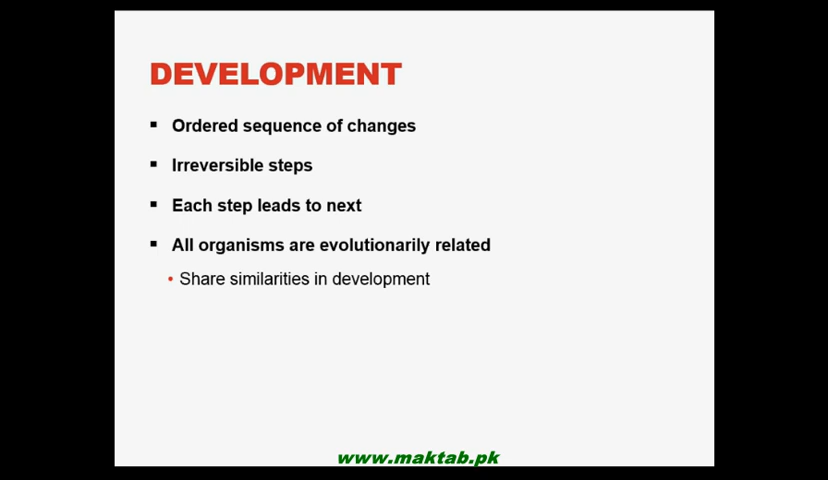 DEVELOPMENT
Ordered sequence of changes
Irreversible steps
Each step leads to next
All organisms are evolutionarily related
Share similarities in development
www.maktab.pk